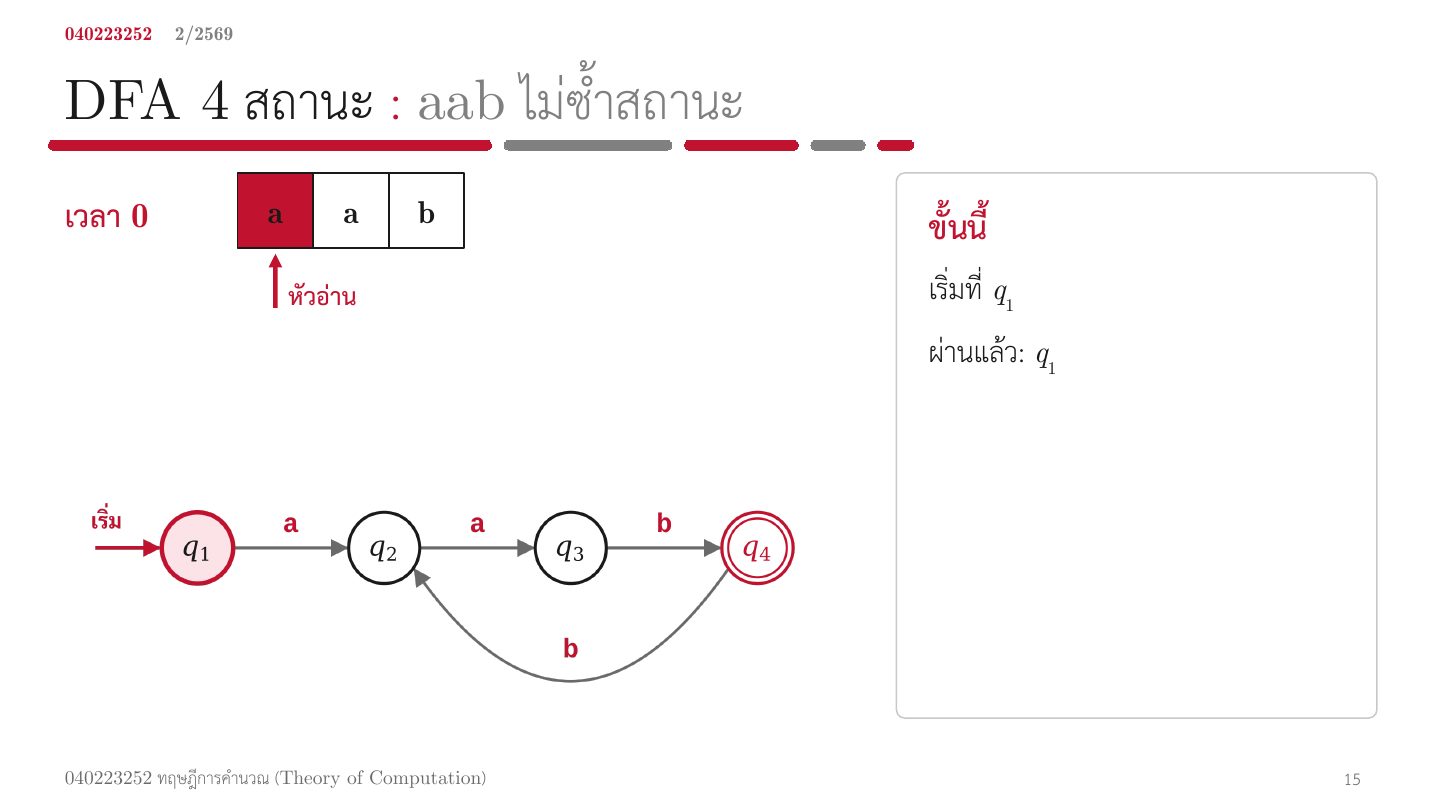 040223252 2/2569
DFA 4 สถานะ : aab ไม่ซ้ำสถานะ
เวลา 0
a a b
หัวอ่าน
ขั้นนี้
เริ่มที่ q₁
ผ่านแล้ว: q₁
เริ่ม
a a b
q₁ q₂ q₃ q₄
b
040223252 ทฤษฎีการคำนวณ (Theory of Computation)
15